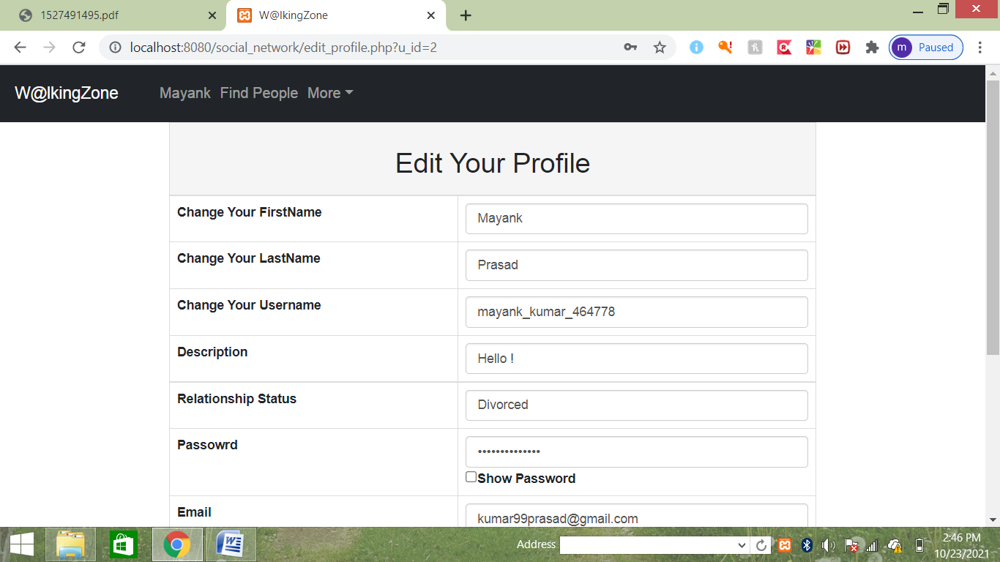 1527491495.pdf
W@lkingZone
localhost:8080/social_network/edit_profile.php?u_id=2
m Paused
W@lkingZone Mayank Find People More
Edit Your Profile
Change Your FirstName Mayank
Change Your LastName Prasad
Change Your Username mayank_kumar_464778
Description Hello !
Relationship Status Divorced
Passowrd ••••••••••••••
Show Password
Email kumar99prasad@gmail.com
Address
2:46 PM
10/23/2021